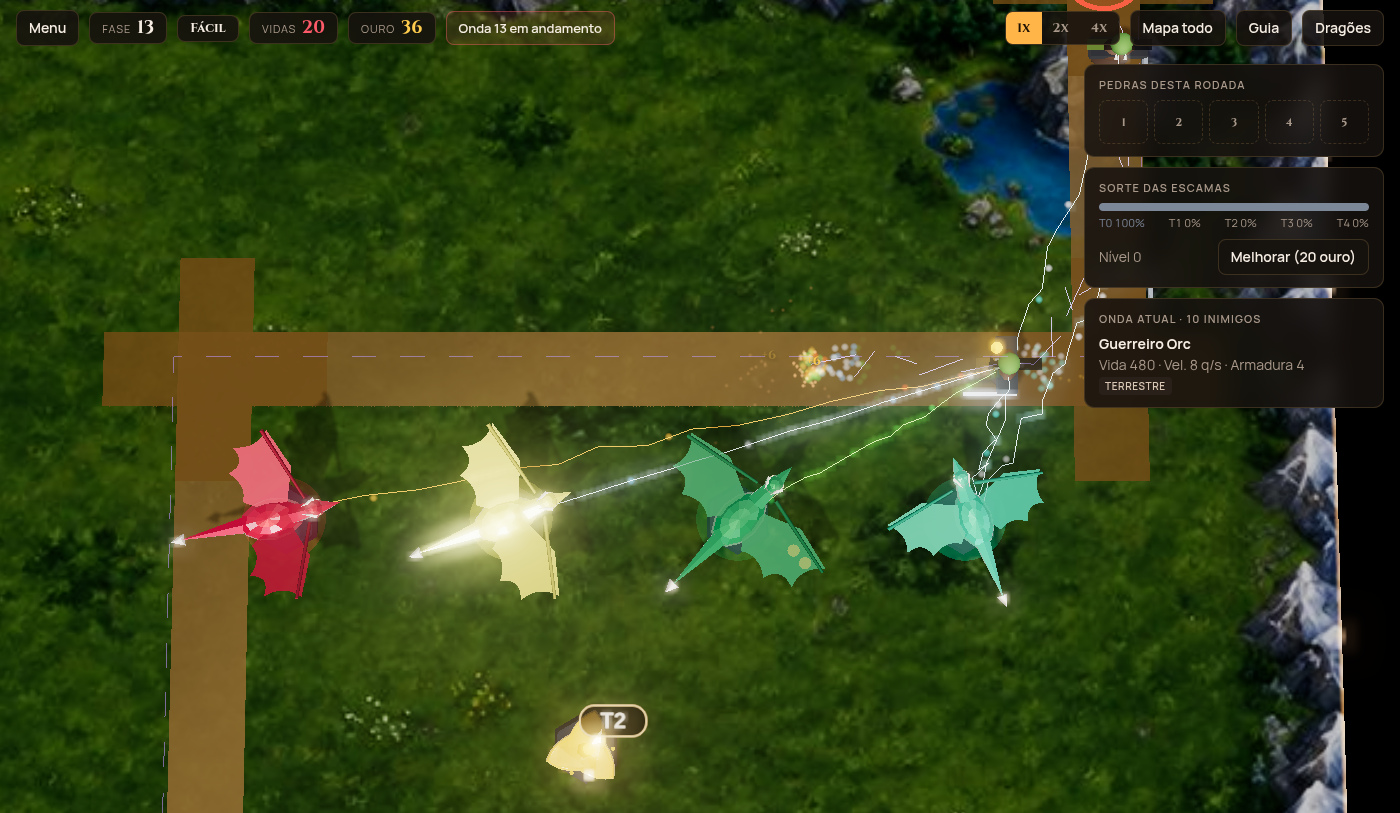 Menu
FASE 13
FÁCIL
VIDAS 20
OURO 36
Onda 13 em andamento
1X 2X 4X
Mapa todo
Guia
Dragões
PEDRAS DESTA RODADA
1 2 3 4 5
SORTE DAS ESCAMAS
T0 100% T1 0% T2 0% T3 0% T4 0%
Nível 0
Melhorar (20 ouro)
ONDA ATUAL · 10 INIMIGOS
Guerreiro Orc
Vida 480 · Vel. 8 q/s · Armadura 4
TERRESTRE
T2